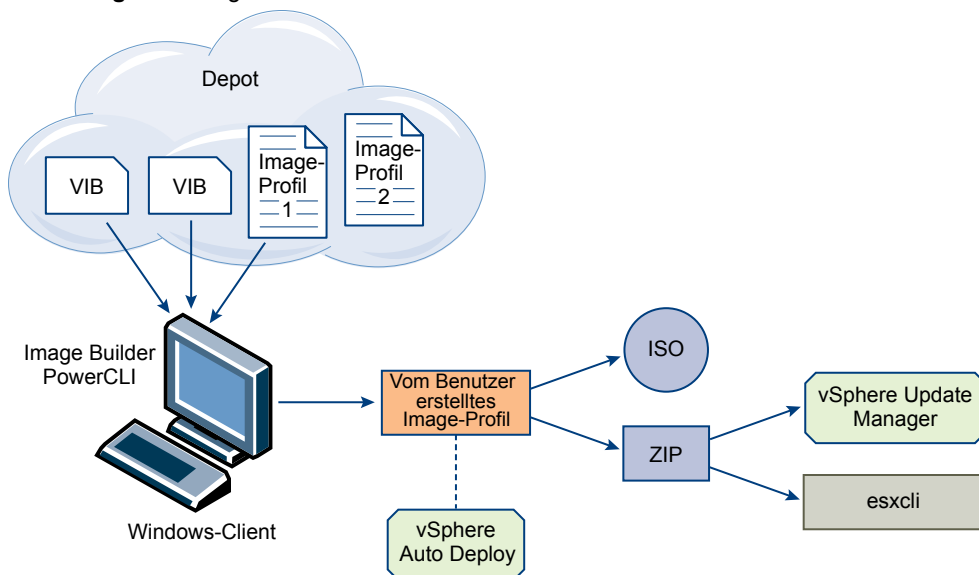 Depot
VIB
VIB
Image-
Profil
1
Image-
Profil
2
Image Builder
PowerCLI
Windows-Client
Vom Benutzer
erstelltes
Image-Profil
vSphere
Auto Deploy
ISO
ZIP
vSphere Update
Manager
esxcli